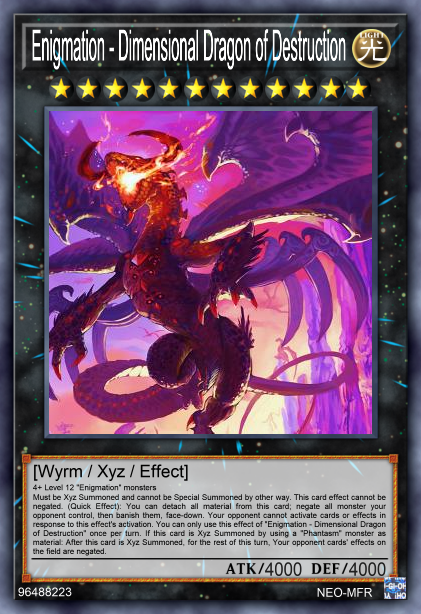 Enigmation - Dimensional Dragon of Destruction
LIGHT
光
[Wyrm / Xyz / Effect]
4+ Level 12 "Enigmation" monsters
Must be Xyz Summoned and cannot be Special Summoned by other way. This card effect cannot be
negated. (Quick Effect): You can detach all material from this card; negate all monster your
opponent control, then banish them, face-down. Your opponent cannot activate cards or effects in
response to this effect's activation. You can only use this effect of "Enigmation - Dimensional Dragon
of Destruction" once per turn. If this card is Xyz Summoned by using a "Phantasm" monster as
material: After this card is Xyz Summoned, for the rest of this turn, Your opponent cards' effects on
the field are negated.
ATK/4000 DEF/4000
96488223
NEO-MFR